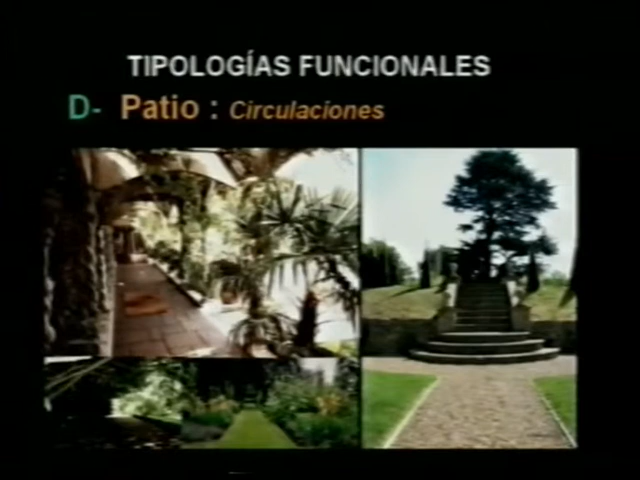 TIPOLOGÍAS FUNCIONALES
D- Patio : Circulaciones